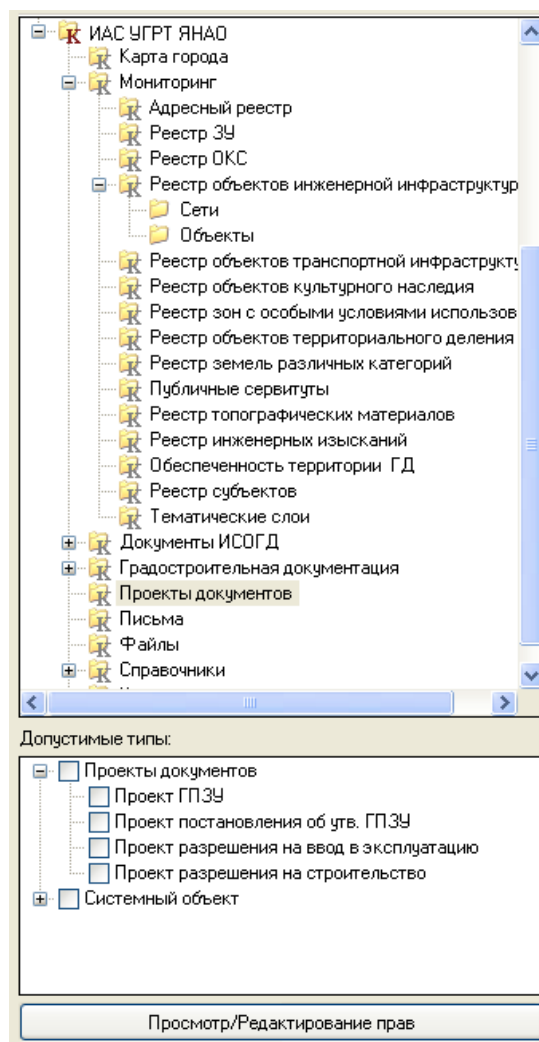 ИАС УГРТ ЯНАО
Карта города
Мониторинг
Адресный реестр
Реестр ЗУ
Реестр ОКС
Реестр объектов инженерной инфраструктур
Сети
Объекты
Реестр объектов транспортной инфраструкту
Реестр объектов культурного наследия
Реестр зон с особыми условиями использов
Реестр объектов территориального деления
Реестр земель различных категорий
Публичные сервитуты
Реестр топографических материалов
Реестр инженерных изысканий
Обеспеченность территории ГД
Реестр субъектов
Тематические слои
Документы ИСОГД
Градостроительная документация
Проекты документов
Письма
Файлы
Справочники
Допустимые типы:
Проекты документов
Проект ГПЗУ
Проект постановления об утв. ГПЗУ
Проект разрешения на ввод в эксплуатацию
Проект разрешения на строительство
Системный объект
Просмотр/Редактирование прав